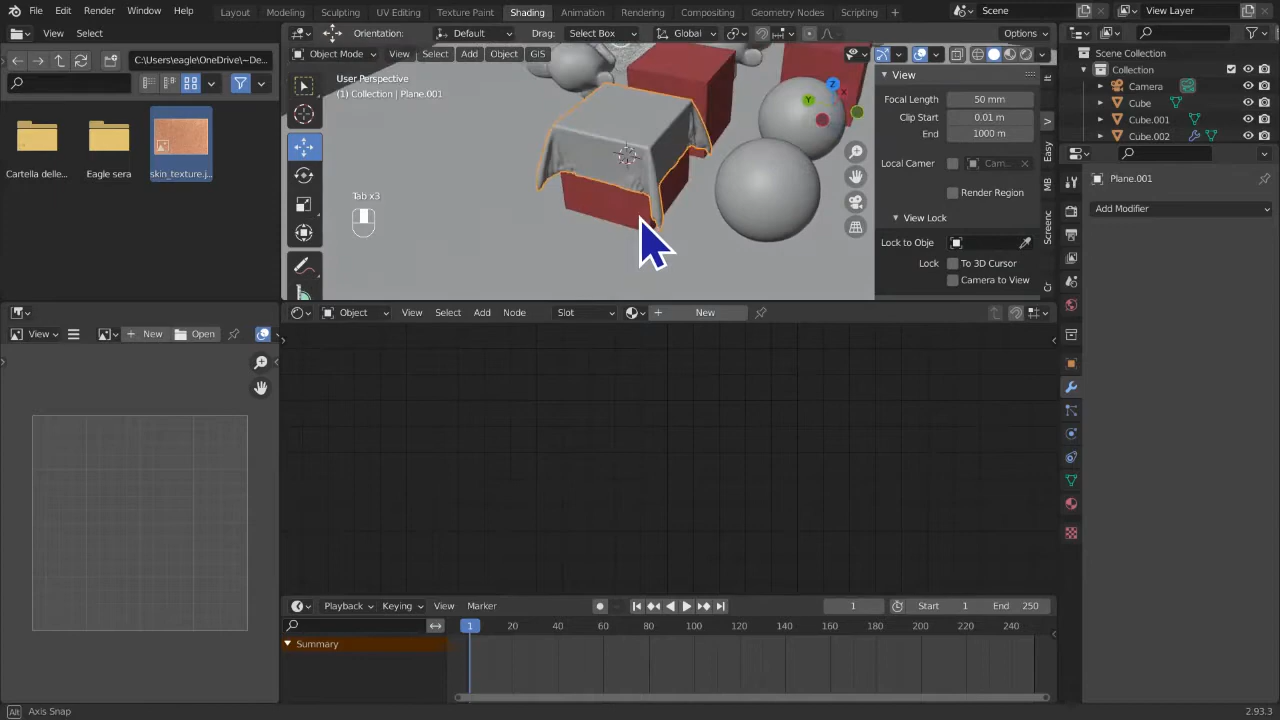 File Edit Render Window Help Layout Modeling Sculpting UV Editing Texture Paint Shading Animation Rendering Compositing Geometry Nodes Scripting + Scene View Layer
View Select
Orientation: Default Drag: Select Box Global Options
C:\Users\eagle\OneDrive\~De...
Object Mode View Select Add Object GIS
User Perspective
(1) Collection | Plane.001
Tab x3
Cartella delle...
Eagle sera
skin_texture.j...
X
Y
Z
View
Focal Length 50 mm
Clip Start 0.01 m
End 1000 m
Local Camer Cam...
Render Region
View Lock
Lock to Obje
Lock To 3D Cursor
Camera to View
V
Easy
MB
Screenc
Cr
Scene Collection
Collection
Camera
Cube
Cube.001
Cube.002
Plane.001
Add Modifier
Object View Select Add Node Slot New
View New Open
Playback Keying View Marker 1 Start 1 End 250
1 20 40 60 80 100 120 140 160 180 200 220 240
Summary
Alt Axis Snap 2.93.3